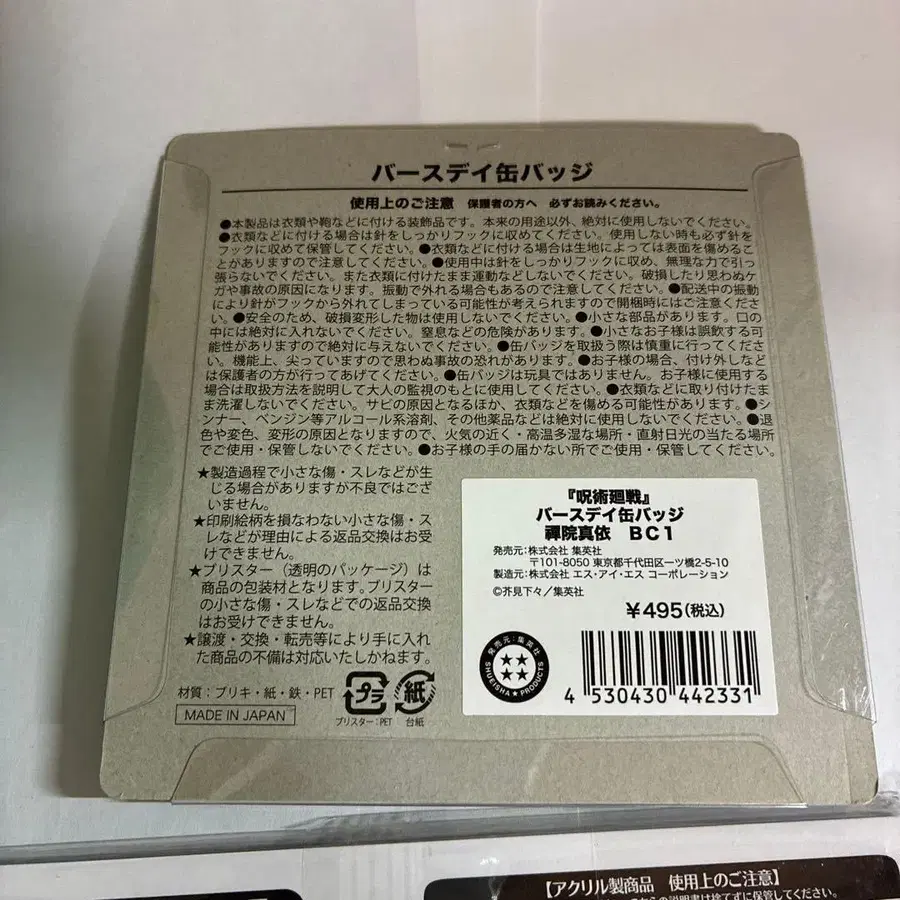 バースデイ缶バッジ
使用上のご注意 保護者の方へ 必ずお読みください。
●本製品は衣類や鞄などに付ける装飾品です。本来の用途以外、絶対に使用しないでください。
●衣類などに付ける場合は針をしっかりフックに収めてください。使用しない時も必ず針を
フックに収めて保管してください。●衣類などに付ける場合は生地によっては表面を傷めるこ
とがありますので注意してください。●使用中は針をしっかりフックに収め、無理な力で引っ
張らないでください。また衣類に付けたまま運動などしないでください。破損したり思わぬケ
ガや事故の原因になります。振動で外れる場合もあるので注意してください。●配送中の振動
により針がフックから外れてしまっている可能性が考えられますので開梱時にはご注意くださ
い。●安全のため、破損変形した物は使用しないでください。●小さな部品があります。口の
中には絶対に入れないでください。窒息などの危険があります。●小さなお子様は誤飲する可
能性がありますので絶対に与えないでください。●缶バッジを取扱う際は慎重に行ってくださ
い。機能上、尖っていますので思わぬ事故の恐れがあります。●お子様の場合、付け外しなど
は保護者の方が行ってあげてください。●缶バッジは玩具ではありません。お子様に使用する
場合は取扱方法を説明して大人の監視のもとに使用してください。●衣類などに取り付けたま
ま洗濯しないでください。サビの原因となるほか、衣類などを傷める可能性があります。●シ
ンナー、ベンジン等アルコール系溶剤、その他薬品などは絶対に使用しないでください。●退
色や変色、変形の原因となりますので、火気の近く・高温多湿な場所・直射日光の当たる場所
でご使用・保管しないでください。●お子様の手の届かない所でご使用・保管してください。
★製造過程で小さな傷・スレなどが生
じる場合がありますが不良ではござ
いません。
★印刷絵柄を損なわない小さな傷・ス
レなどが理由による返品交換はお受
けできません。
★ブリスター（透明のパッケージ）は
商品の包装材となります。ブリスター
の小さな傷・スレなどでの返品交換
はお受けできません。
★譲渡・交換・転売等により手に入れ
た商品の不備は対応いたしかねます。
材質：ブリキ・紙・鉄・PET
MADE IN JAPAN
プラ
ブリスター：PET
紙
台紙
『呪術廻戦』
バースデイ缶バッジ
禪院真依 BC1
発売元：株式会社 集英社
〒101-8050 東京都千代田区一ツ橋2-5-10
製造元：株式会社 エス・アイ・エス コーポレーション
©芥見下々／集英社
¥495(税込)
発売元：集英社
SHUEISHA★PRODUCTS
4 530430 442331
【アクリル製商品 使用上のご注意】
の説明書は捨てずに保管してください。